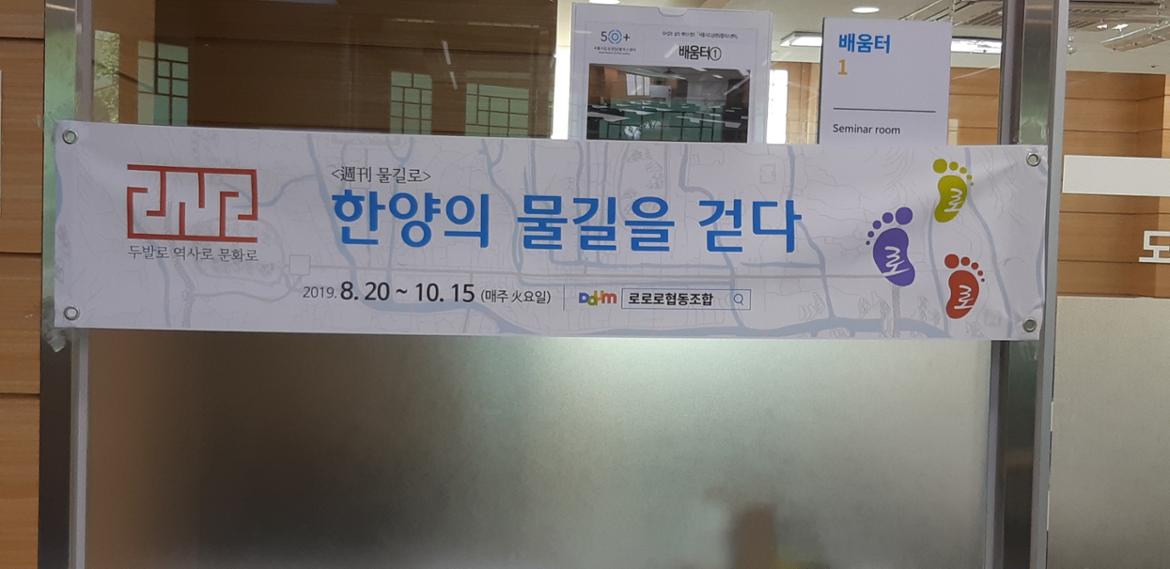 50+
배움터①
배움터
1
Seminar room
<週刊 물길로>
한양의 물길을 걷다
두발로 역사로 문화로
2019. 8. 20 ~ 10. 15 (매주 火요일)
Daum 로로로협동조합
로
로
로
도